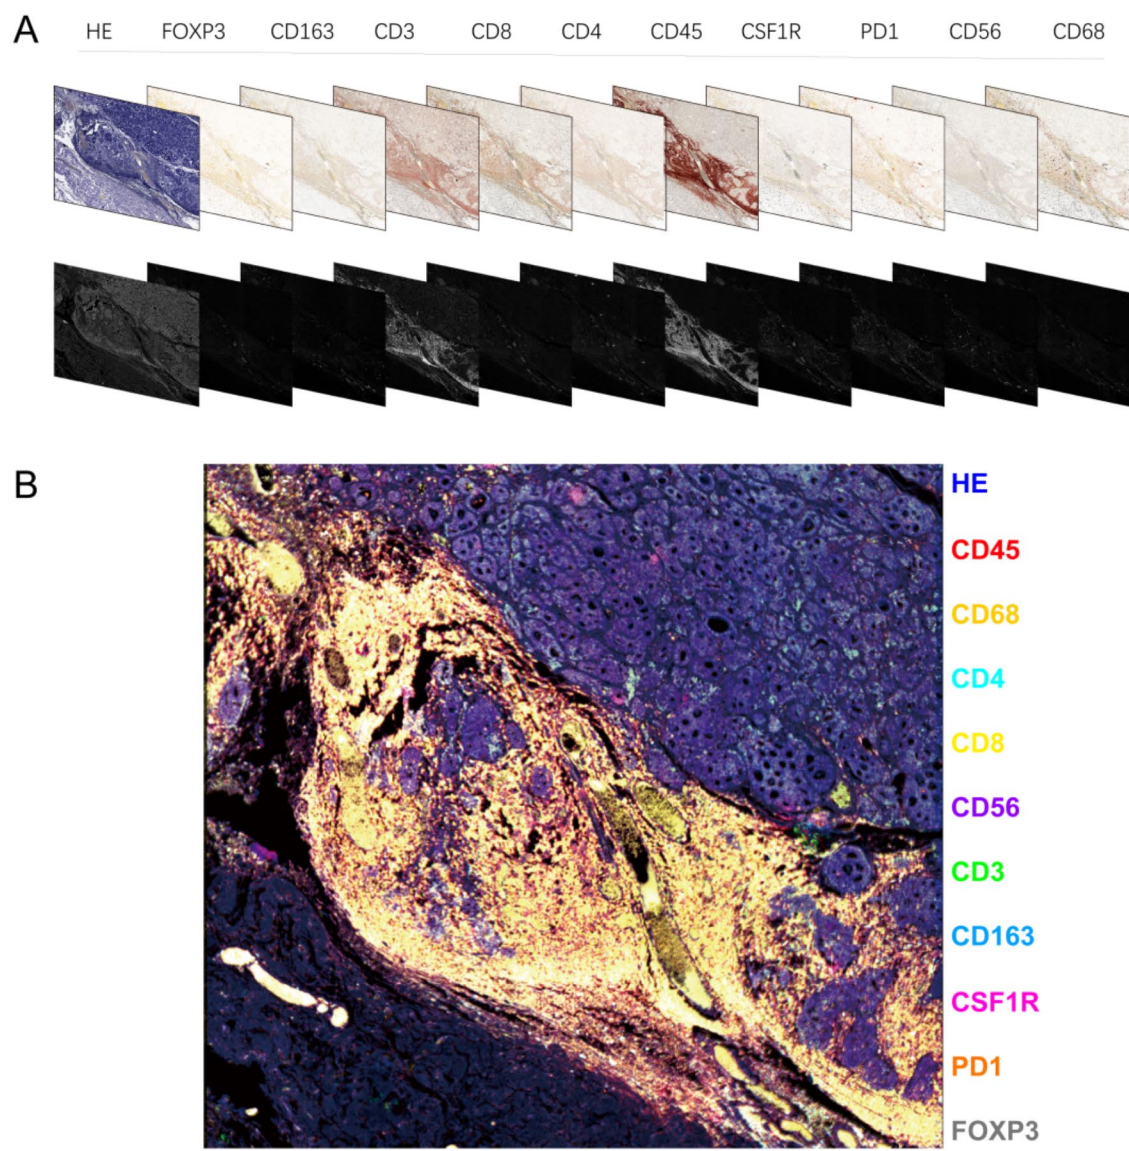 A
HE FOXP3 CD163 CD3 CD8 CD4 CD45 CSF1R PD1 CD56 CD68
B
HE
CD45
CD68
CD4
CD8
CD56
CD3
CD163
CSF1R
PD1
FOXP3